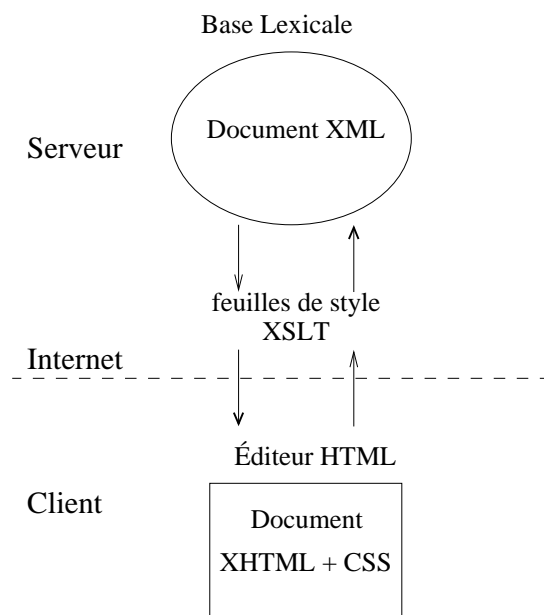 Base Lexicale
Document XML
Serveur
feuilles de style
XSLT
Internet
Éditeur HTML
Client
Document
XHTML + CSS